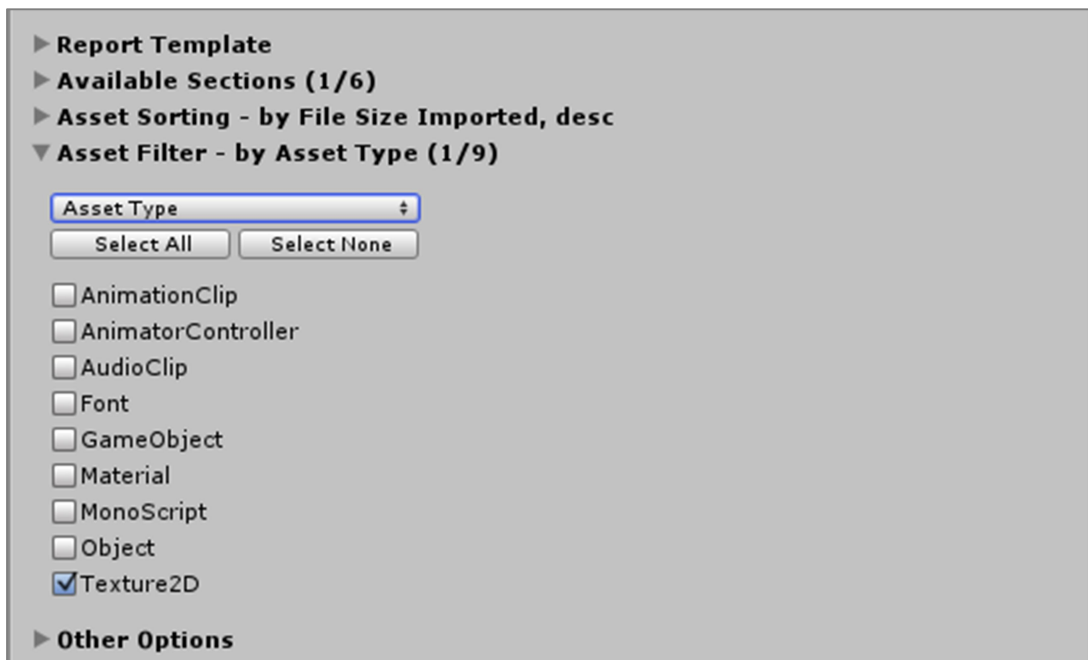 Report Template
Available Sections (1/6)
Asset Sorting - by File Size Imported, desc
Asset Filter - by Asset Type (1/9)
Asset Type
Select All Select None
AnimationClip
AnimatorController
AudioClip
Font
GameObject
Material
MonoScript
Object
Texture2D
Other Options